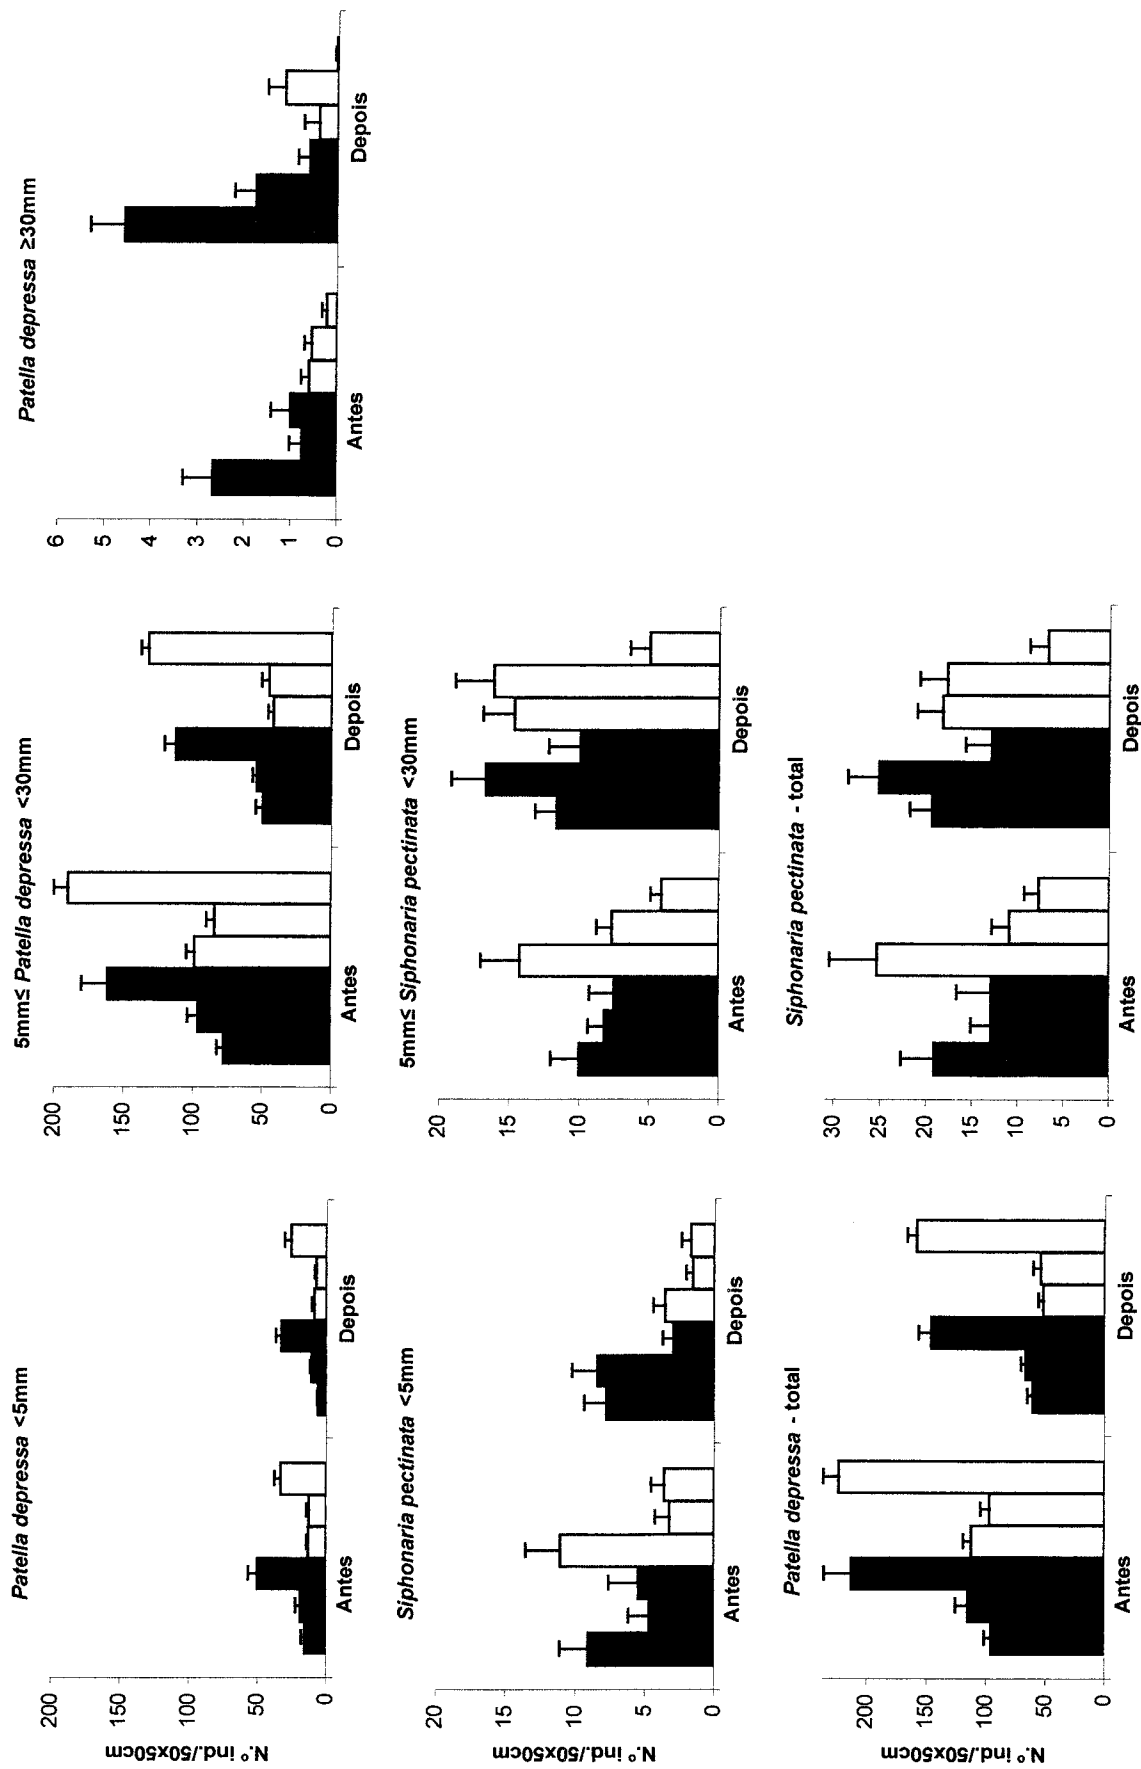 Patella depressa <5mm
N.º ind./50x50cm
200
150
100
50
0
Antes
Depois
5mm≤ Patella depressa <30mm
200
150
100
50
0
Antes
Depois
Patella depressa ≥30mm
6
5
4
3
2
1
0
Antes
Depois
Siphonaria pectinata <5mm
N.º ind./50x50cm
20
15
10
5
0
Antes
Depois
5mm≤ Siphonaria pectinata <30mm
20
15
10
5
0
Antes
Depois
Patella depressa - total
N.º ind./50x50cm
200
150
100
50
0
Antes
Depois
Siphonaria pectinata - total
30
25
20
15
10
5
0
Antes
Depois